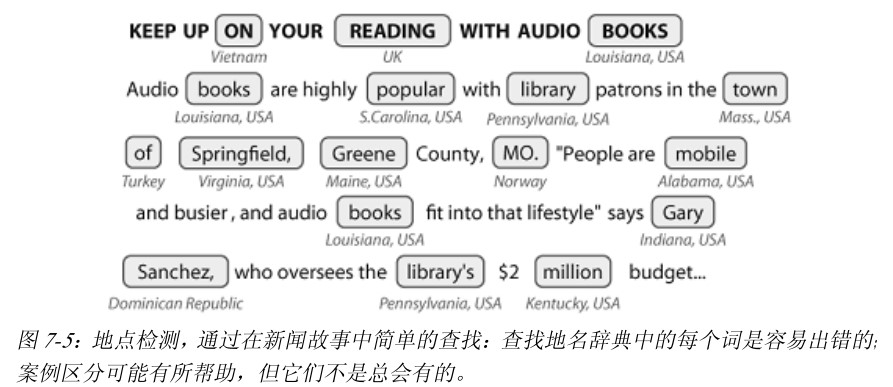 KEEP UP ON YOUR READING WITH AUDIO BOOKS
Vietnam UK Louisiana, USA
Audio books are highly popular with library patrons in the town
Louisiana, USA S.Carolina, USA Pennsylvania, USA Mass., USA
of Springfield, Greene County, MO. "People are mobile
Turkey Virginia, USA Maine, USA Norway Alabama, USA
and busier , and audio books fit into that lifestyle" says Gary
Louisiana, USA Indiana, USA
Sanchez, who oversees the library's $2 million budget...
Dominican Republic Pennsylvania, USA Kentucky, USA
图 7-5：地点检测，通过在新闻故事中简单的查找：查找地名辞典中的每个词是容易出错的；
案例区分可能有所帮助，但它们不是总会有的。